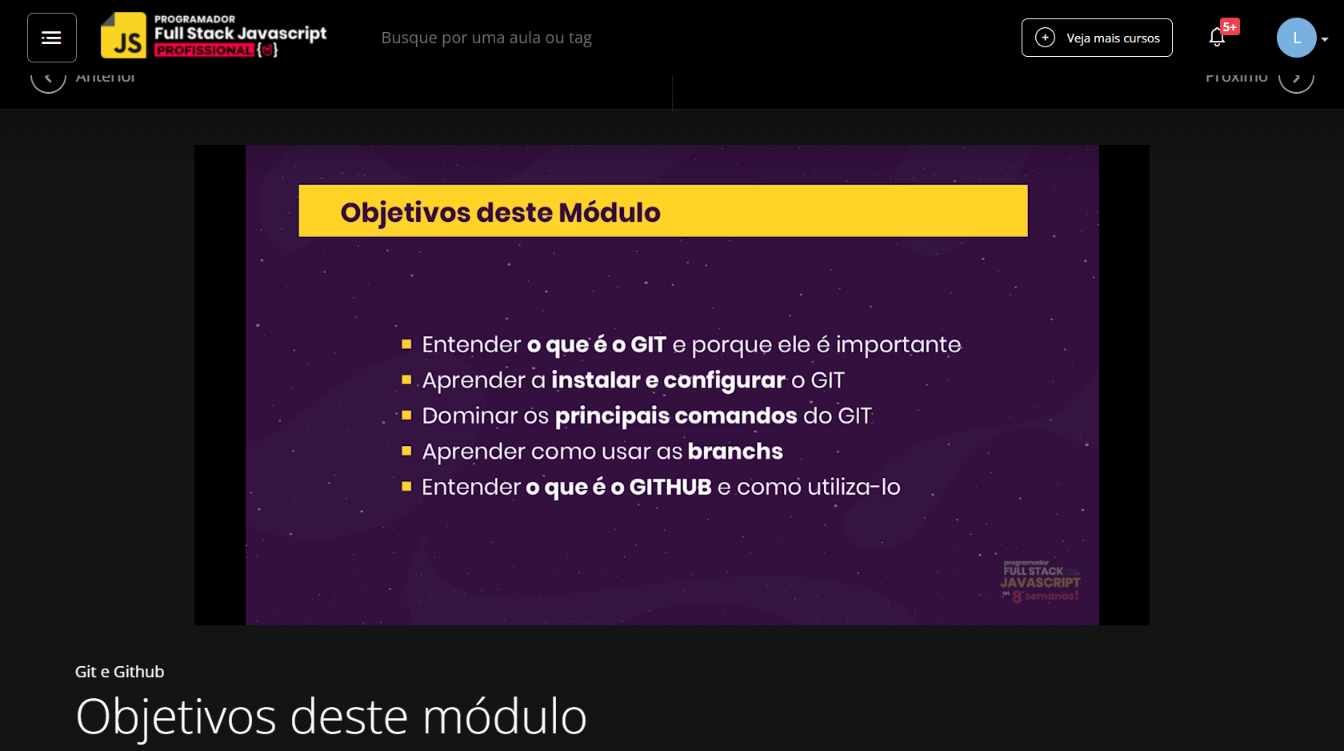 JS
PROGRAMADOR
Full Stack Javascript
PROFISSIONAL { }
Busque por uma aula ou tag
Veja mais cursos
5+
L
Anterior
Próximo
Objetivos deste Módulo
Entender o que é o GIT e porque ele é importante
Aprender a instalar e configurar o GIT
Dominar os principais comandos do GIT
Aprender como usar as branchs
Entender o que é o GITHUB e como utiliza-lo
programador
FULL STACK
JAVASCRIPT
em 8 semanas!
Git e Github
Objetivos deste módulo